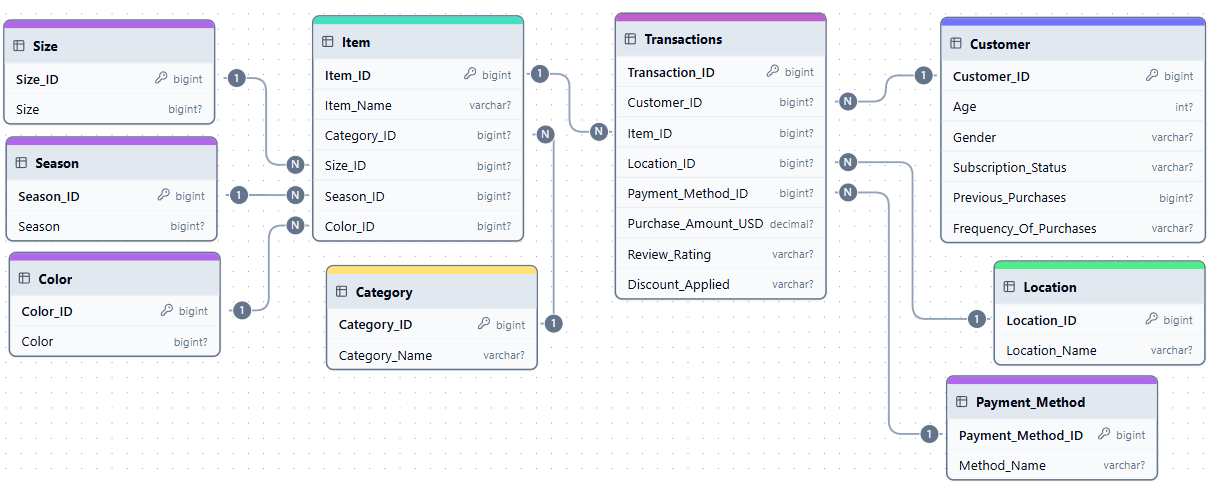 Size
Size_ID bigint
Size bigint?
Season
Season_ID bigint
Season bigint?
Color
Color_ID bigint
Color bigint?
Item
Item_ID bigint
Item_Name varchar?
Category_ID bigint?
Size_ID bigint?
Season_ID bigint?
Color_ID bigint?
Category
Category_ID bigint
Category_Name varchar?
Transactions
Transaction_ID bigint
Customer_ID bigint?
Item_ID bigint?
Location_ID bigint?
Payment_Method_ID bigint?
Purchase_Amount_USD decimal?
Review_Rating varchar?
Discount_Applied varchar?
Customer
Customer_ID bigint
Age int?
Gender varchar?
Subscription_Status varchar?
Previous_Purchases bigint?
Frequency_Of_Purchases varchar?
Location
Location_ID bigint
Location_Name varchar?
Payment_Method
Payment_Method_ID bigint
Method_Name varchar?
1
N
1
N
1
N
1
N
N
1
N
1
N
1
N
1